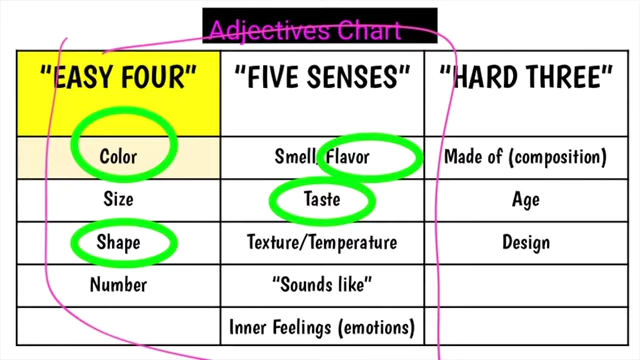 Adjectives Chart
“EASY FOUR” “FIVE SENSES” “HARD THREE”
Color Smell/Flavor Made of (composition)
Size Taste Age
Shape Texture/Temperature Design
Number “Sounds like”
Inner Feelings (emotions)